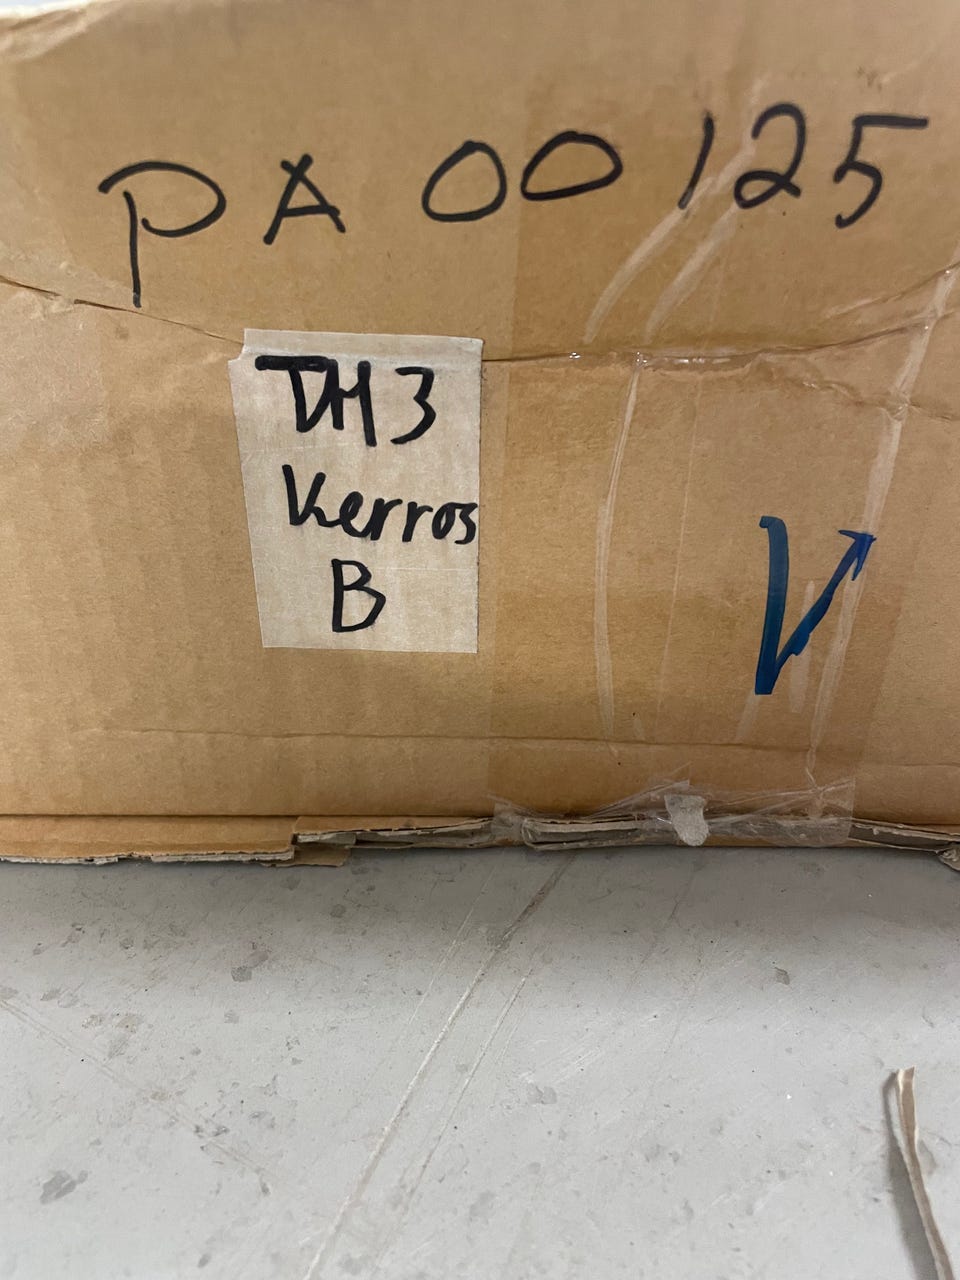 PA 00125
TH3
Kerros
B
V